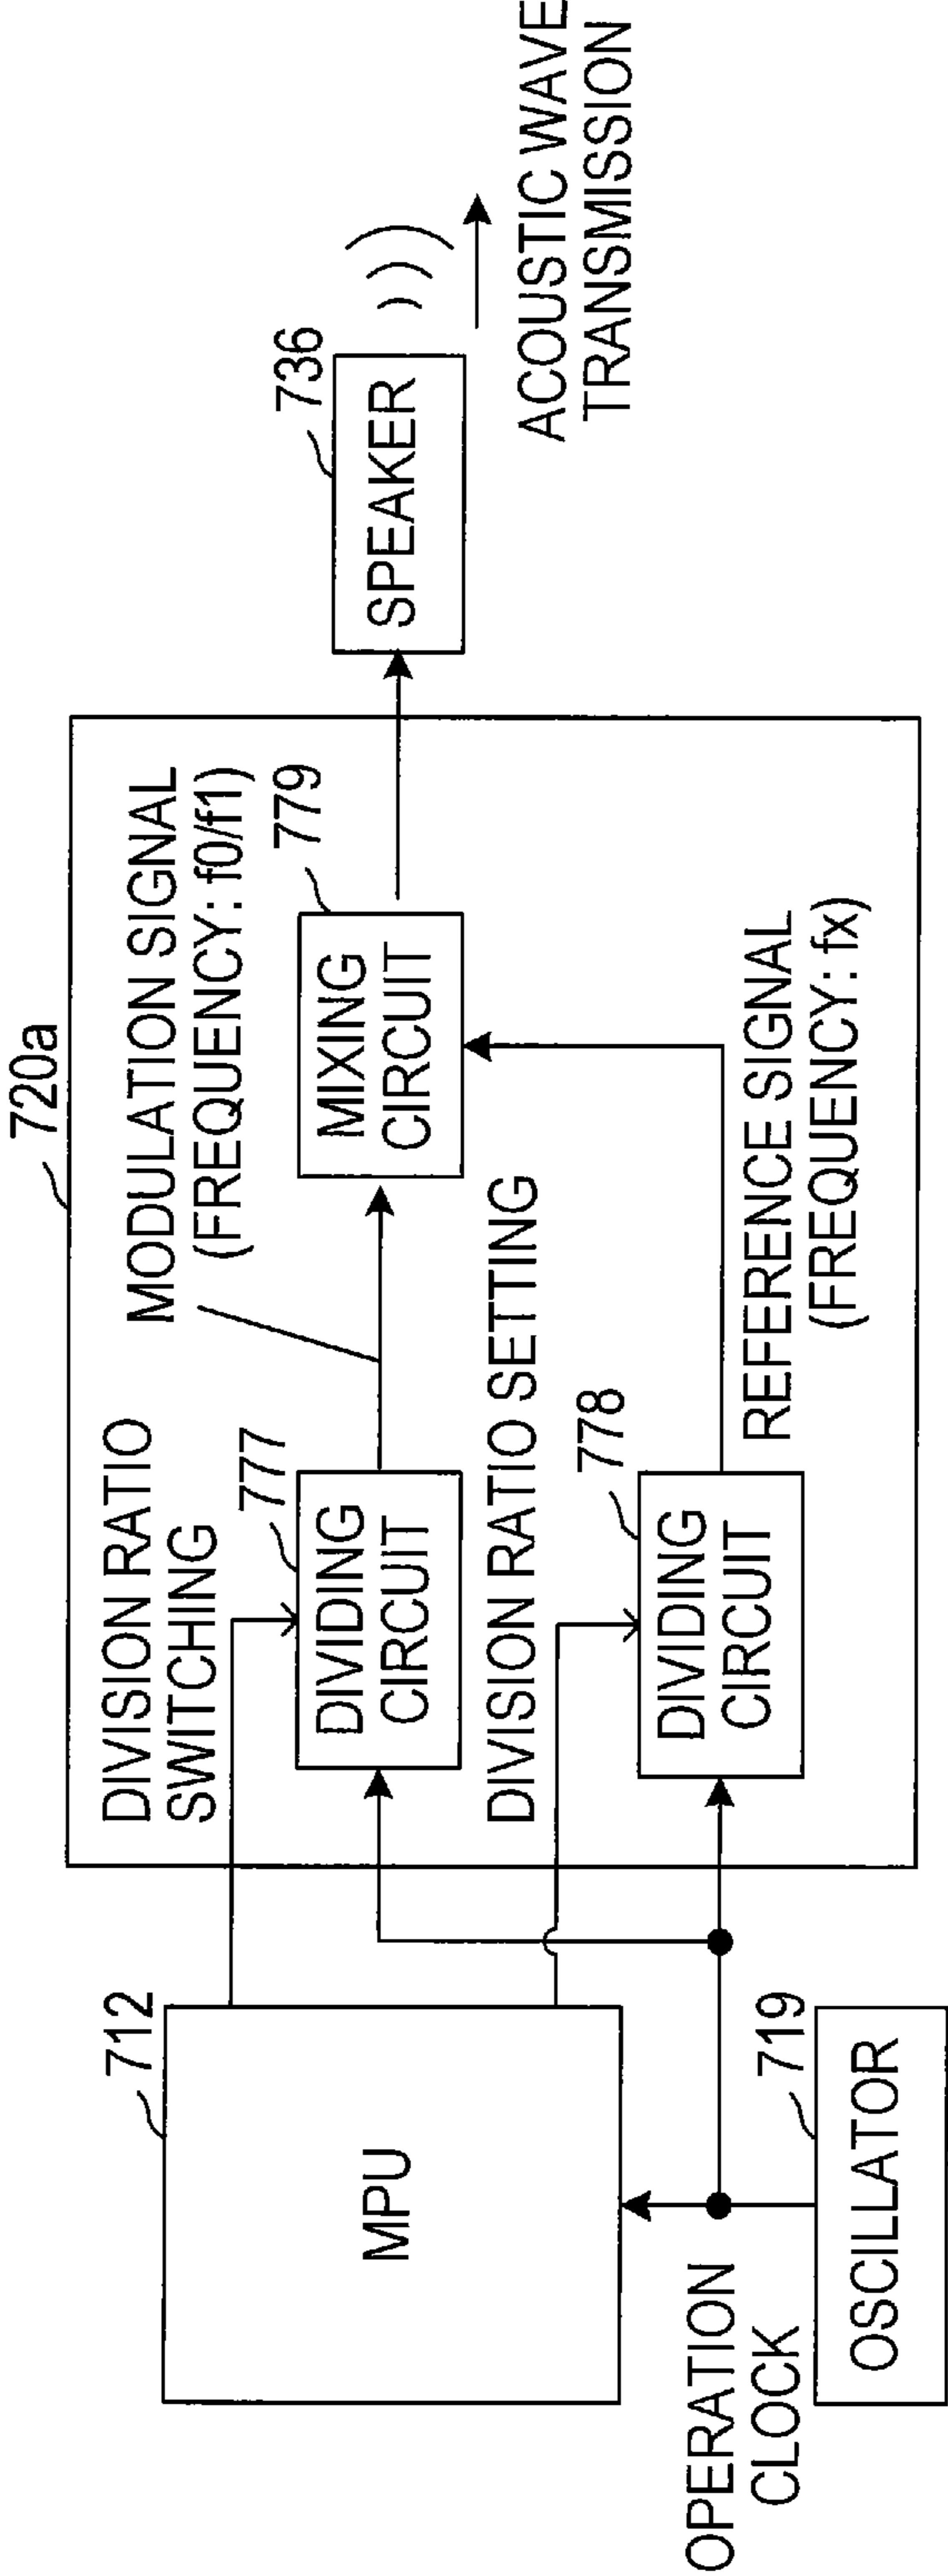 720a
DIVISION RATIO
SWITCHING
MODULATION SIGNAL
(FREQUENCY: f0/f1)
712
MPU
777
DIVIDING
CIRCUIT
779
MIXING
CIRCUIT
736
SPEAKER
ACOUSTIC WAVE
TRANSMISSION
DIVISION RATIO SETTING
778
DIVIDING
CIRCUIT
REFERENCE SIGNAL
(FREQUENCY: fx)
OPERATION
CLOCK
719
OSCILLATOR